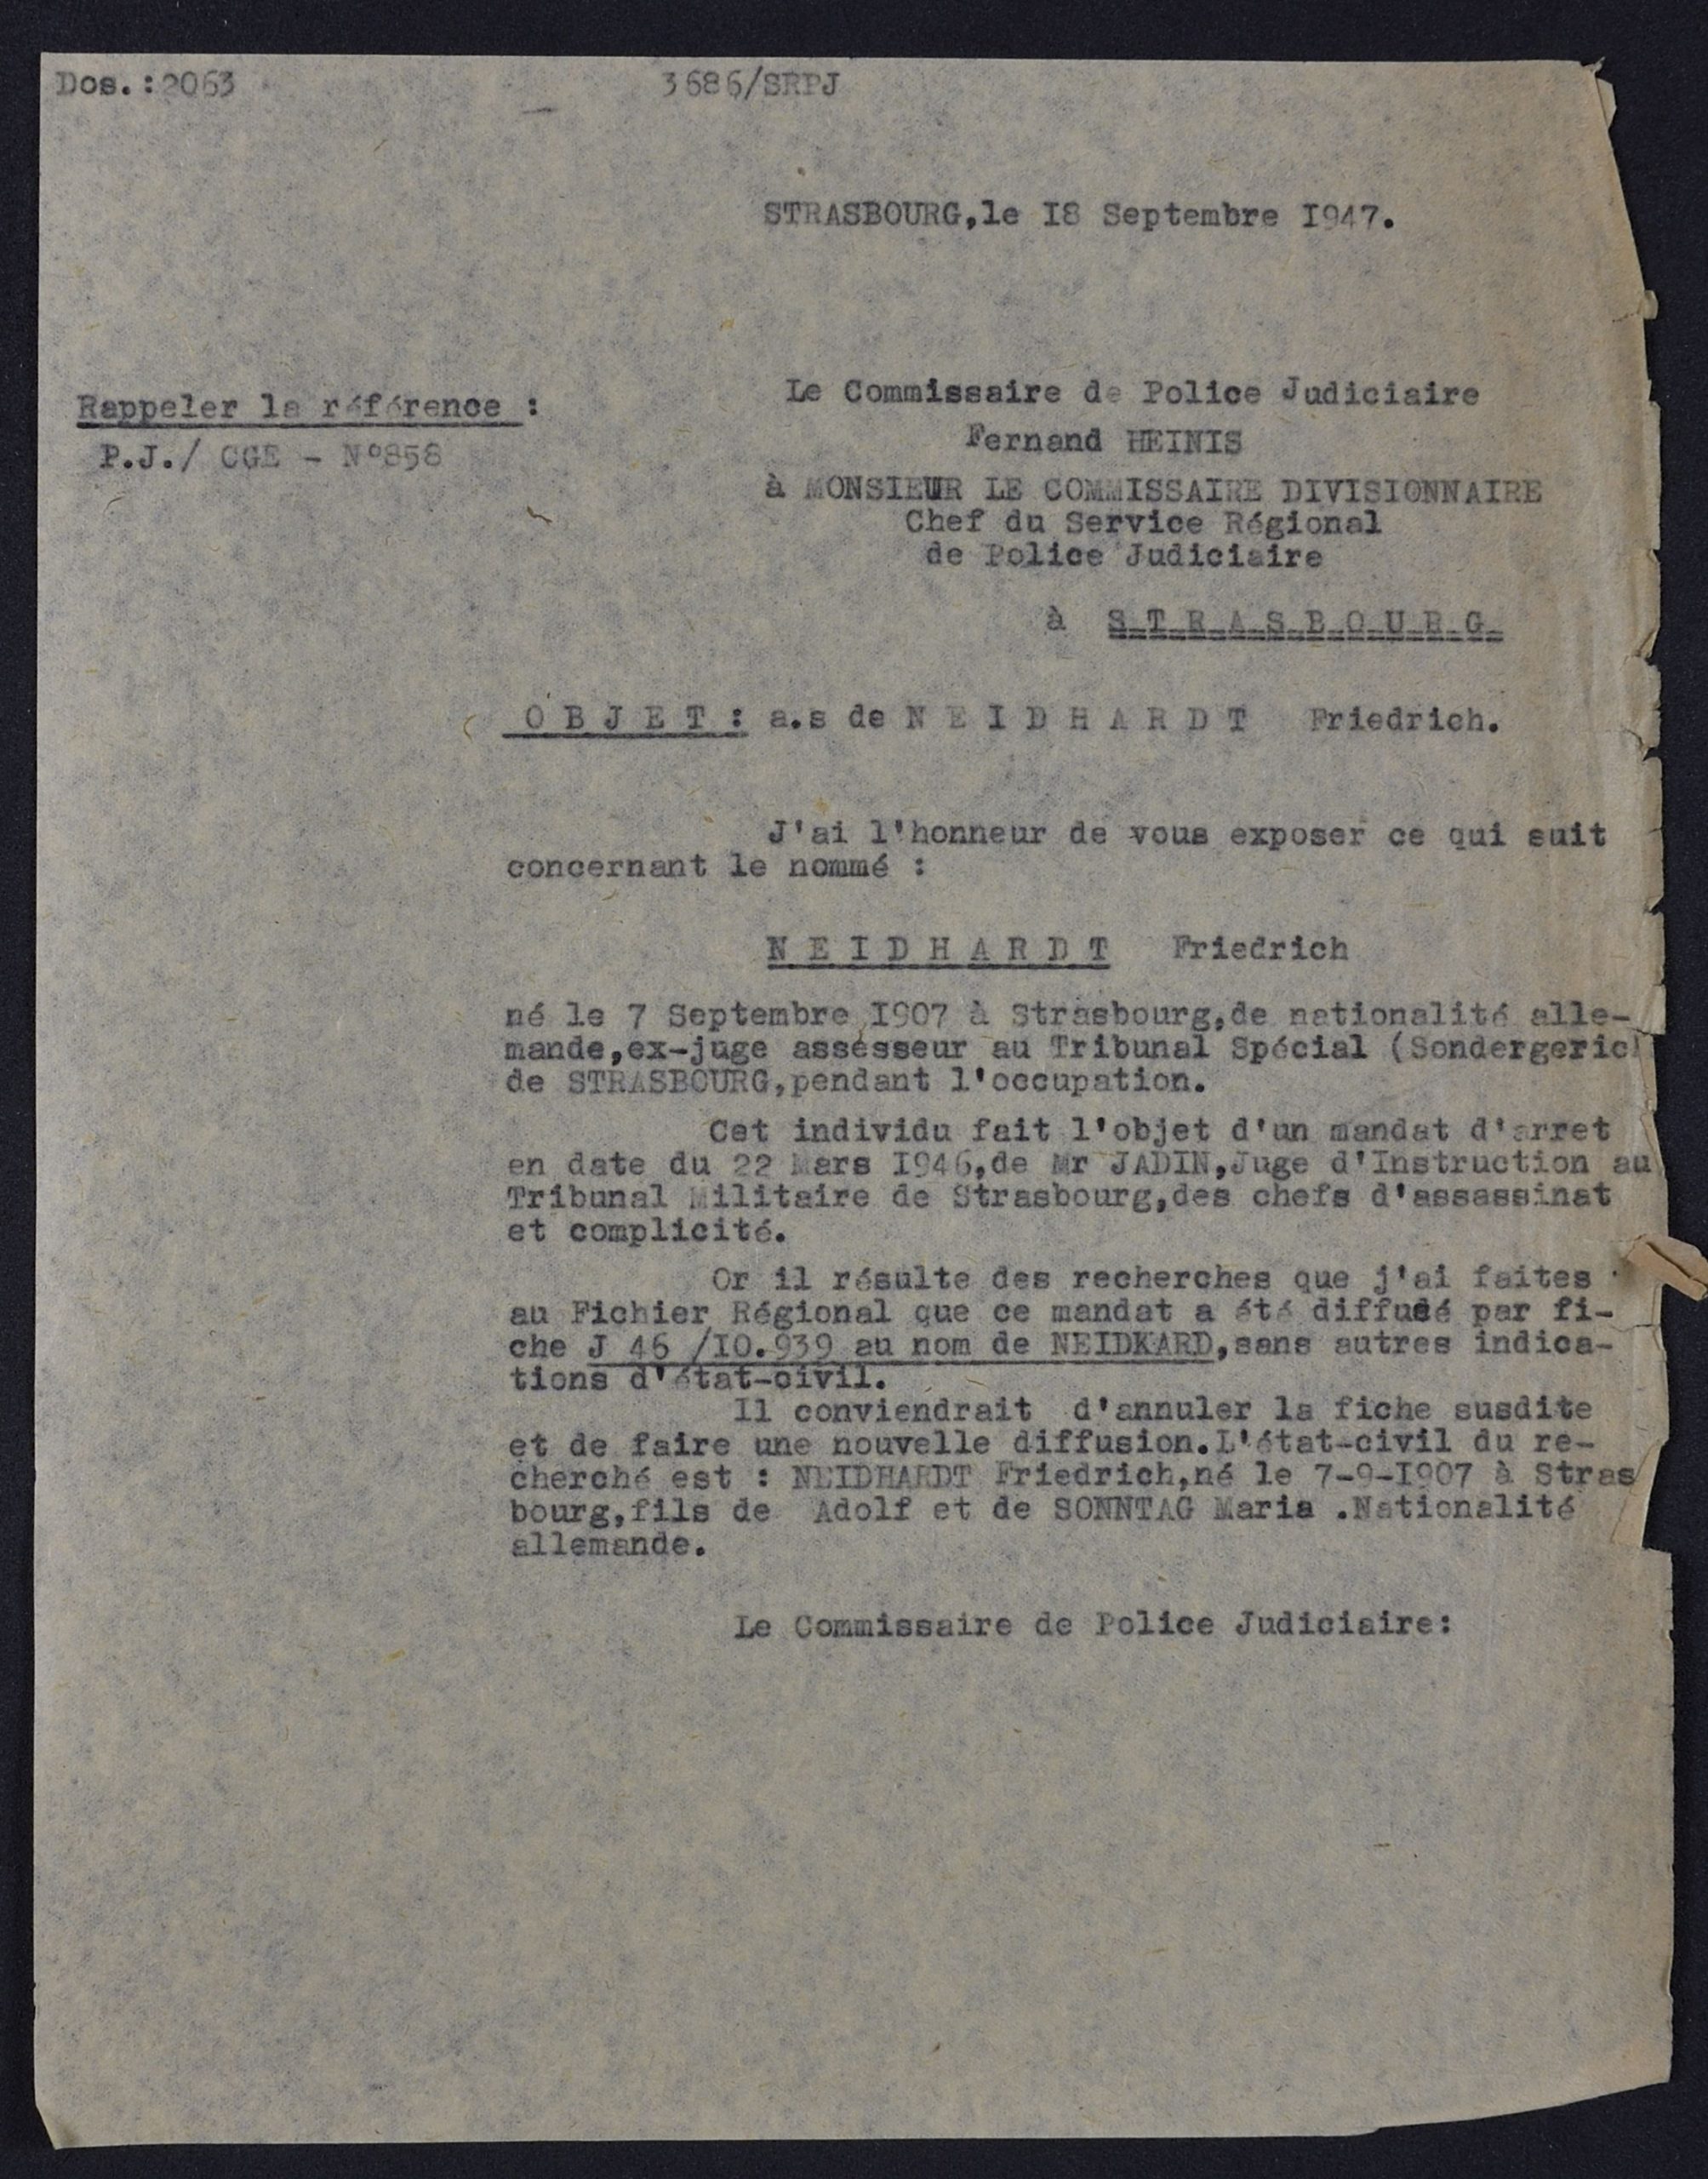 Dos.:2063
3686/SRPJ
STRASBOURG,le I8 Septembre I947.
Rappeler la référence :
P.J./ CGE - N°858
Le Commissaire de Police Judiciaire
Fernand HEINIS
à MONSIEUR LE COMMISSAIRE DIVISIONNAIRE
Chef du Service Régional
de Police Judiciaire
à S T R A S B O U R G
O B J E T : a.s de N E I D H A R D T Friedrich.
J'ai l'honneur de vous exposer ce qui suit
concernant le nommé :
N E I D H A R D T Friedrich
né le 7 Septembre I907 à Strasbourg,de nationalité alle-
mande,ex-juge assesseur au Tribunal Spécial (Sondergeric
de STRASBOURG,pendant l'occupation.
Cet individu fait l'objet d'un mandat d'arret
en date du 22 Mars I946,de Mr JADIN,Juge d'Instruction au
Tribunal Militaire de Strasbourg,des chefs d'assassinat
et complicité.
Or il résulte des recherches que j'ai faites
au Fichier Régional que ce mandat a été diffusé par fi-
che J 46 /I0.939 au nom de NEIDKARD,sans autres indica-
tions d'état-civil.
Il conviendrait d'annuler la fiche susdite
et de faire une nouvelle diffusion.L'état-civil du re-
cherché est : NEIDHARDT Friedrich,né le 7-9-I907 à Stras
bourg,fils de Adolf et de SONNTAG Maria .Nationalité
allemande.
Le Commissaire de Police Judiciaire: